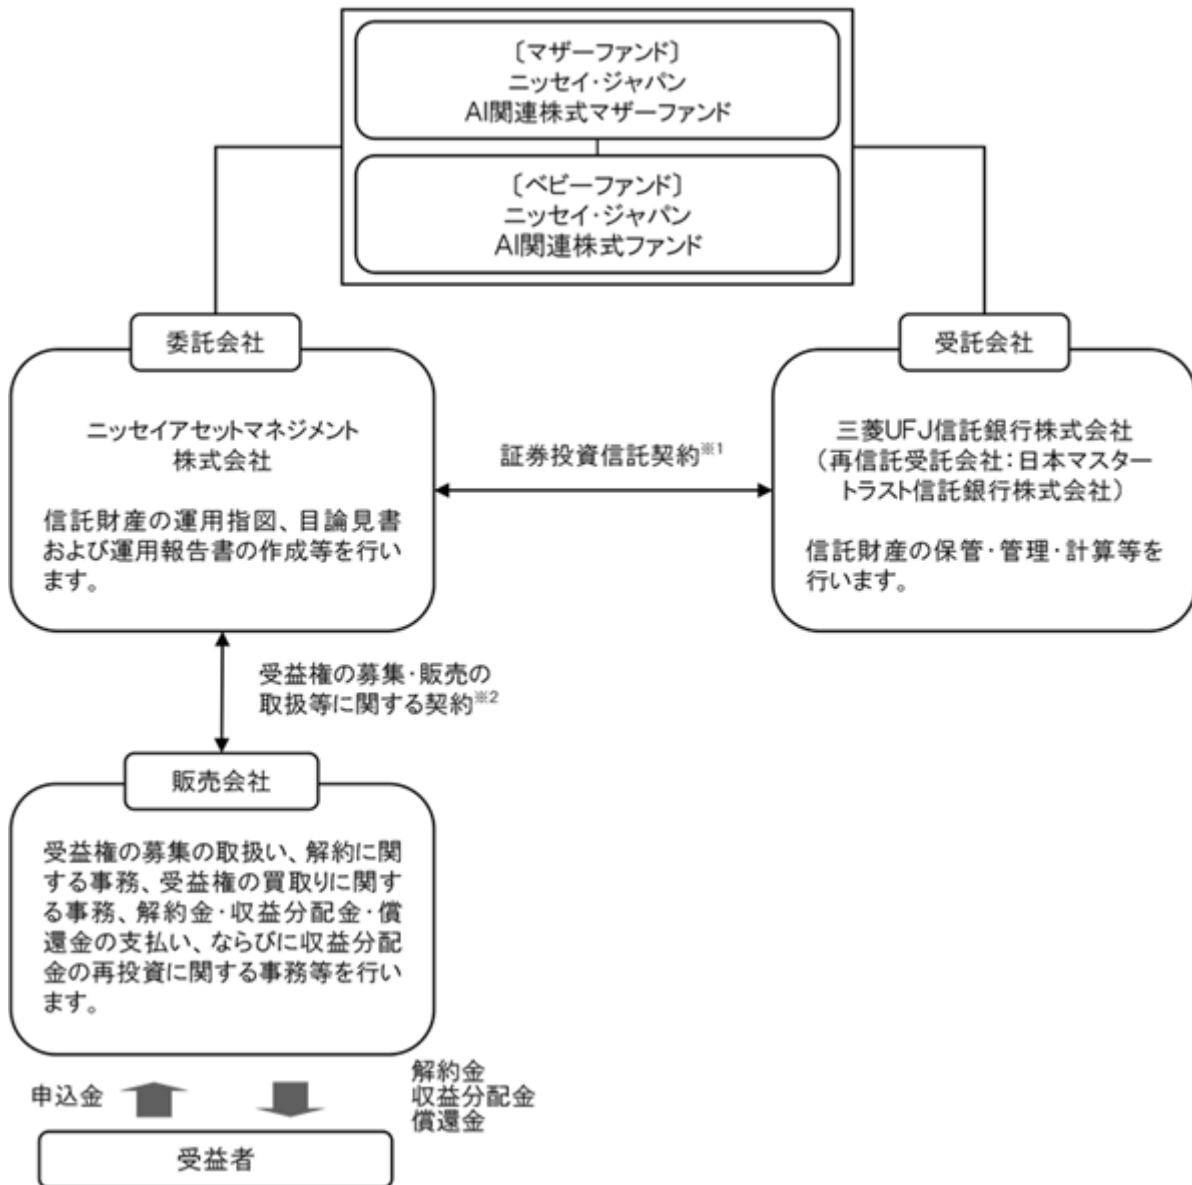 〔マザーファンド〕
ニッセイ・ジャパン
AI関連株式マザーファンド
〔ベビーファンド〕
ニッセイ・ジャパン
AI関連株式ファンド
委託会社
ニッセイアセットマネジメント
株式会社
信託財産の運用指図、目論見書
および運用報告書の作成等を行い
ます。
証券投資信託契約※1
受託会社
三菱UFJ信託銀行株式会社
(再信託受託会社:日本マスター
トラスト信託銀行株式会社)
信託財産の保管・管理・計算等を
行います。
受益権の募集・販売の
取扱等に関する契約※2
販売会社
受益権の募集の取扱い、解約に関
する事務、受益権の買取りに関す
る事務、解約金・収益分配金・償
還金の支払い、ならびに収益分配
金の再投資に関する事務等を行い
ます。
申込金
解約金
収益分配金
償還金
受益者